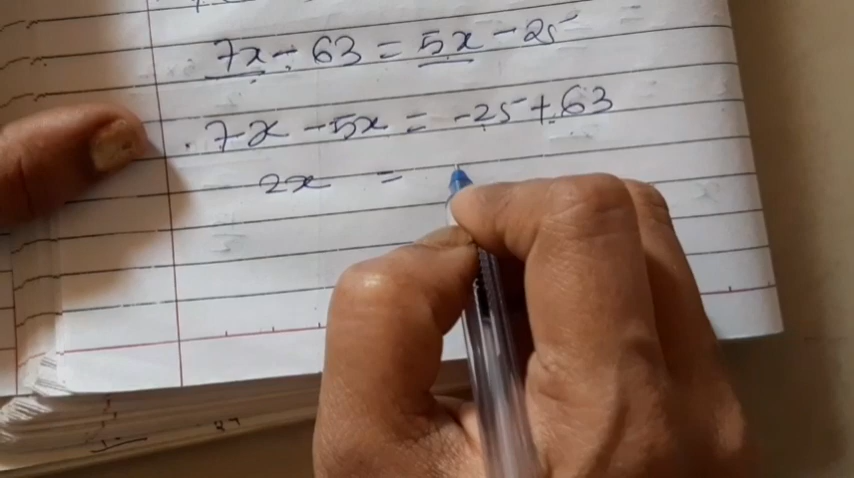 7x - 63 = 5x - 25
7x - 5x = -25 + 63
2x =